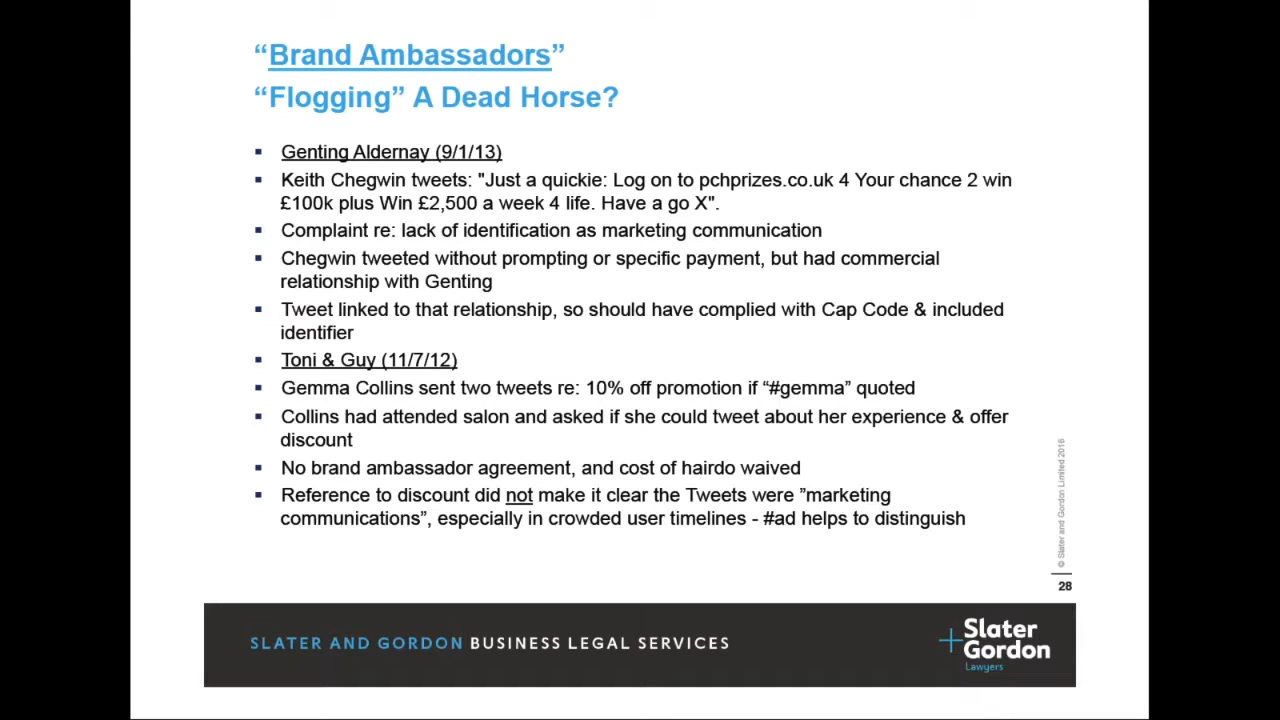 “Brand Ambassadors”
“Flogging” A Dead Horse?
▪ Genting Aldernay (9/1/13)
▪ Keith Chegwin tweets: "Just a quickie: Log on to pchprizes.co.uk 4 Your chance 2 win
£100k plus Win £2,500 a week 4 life. Have a go X".
▪ Complaint re: lack of identification as marketing communication
▪ Chegwin tweeted without prompting or specific payment, but had commercial
relationship with Genting
▪ Tweet linked to that relationship, so should have complied with Cap Code & included
identifier
▪ Toni & Guy (11/7/12)
▪ Gemma Collins sent two tweets re: 10% off promotion if “#gemma” quoted
▪ Collins had attended salon and asked if she could tweet about her experience & offer
discount
▪ No brand ambassador agreement, and cost of hairdo waived
▪ Reference to discount did not make it clear the Tweets were ”marketing
communications”, especially in crowded user timelines - #ad helps to distinguish
© Slater and Gordon Limited 2016
28
SLATER AND GORDON BUSINESS LEGAL SERVICES
Slater
Gordon
Lawyers